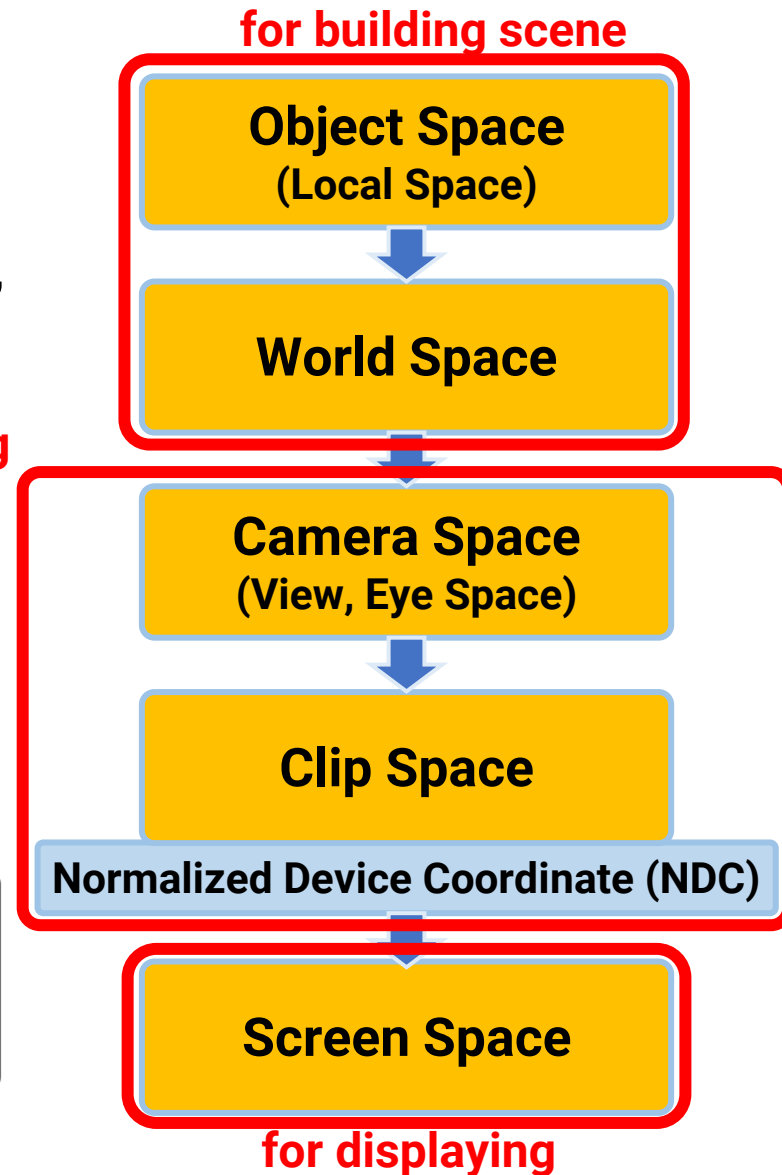 for building scene
Object Space
(Local Space)
World Space
Camera Space
(View, Eye Space)
Clip Space
Normalized Device Coordinate (NDC)
Screen Space
for displaying